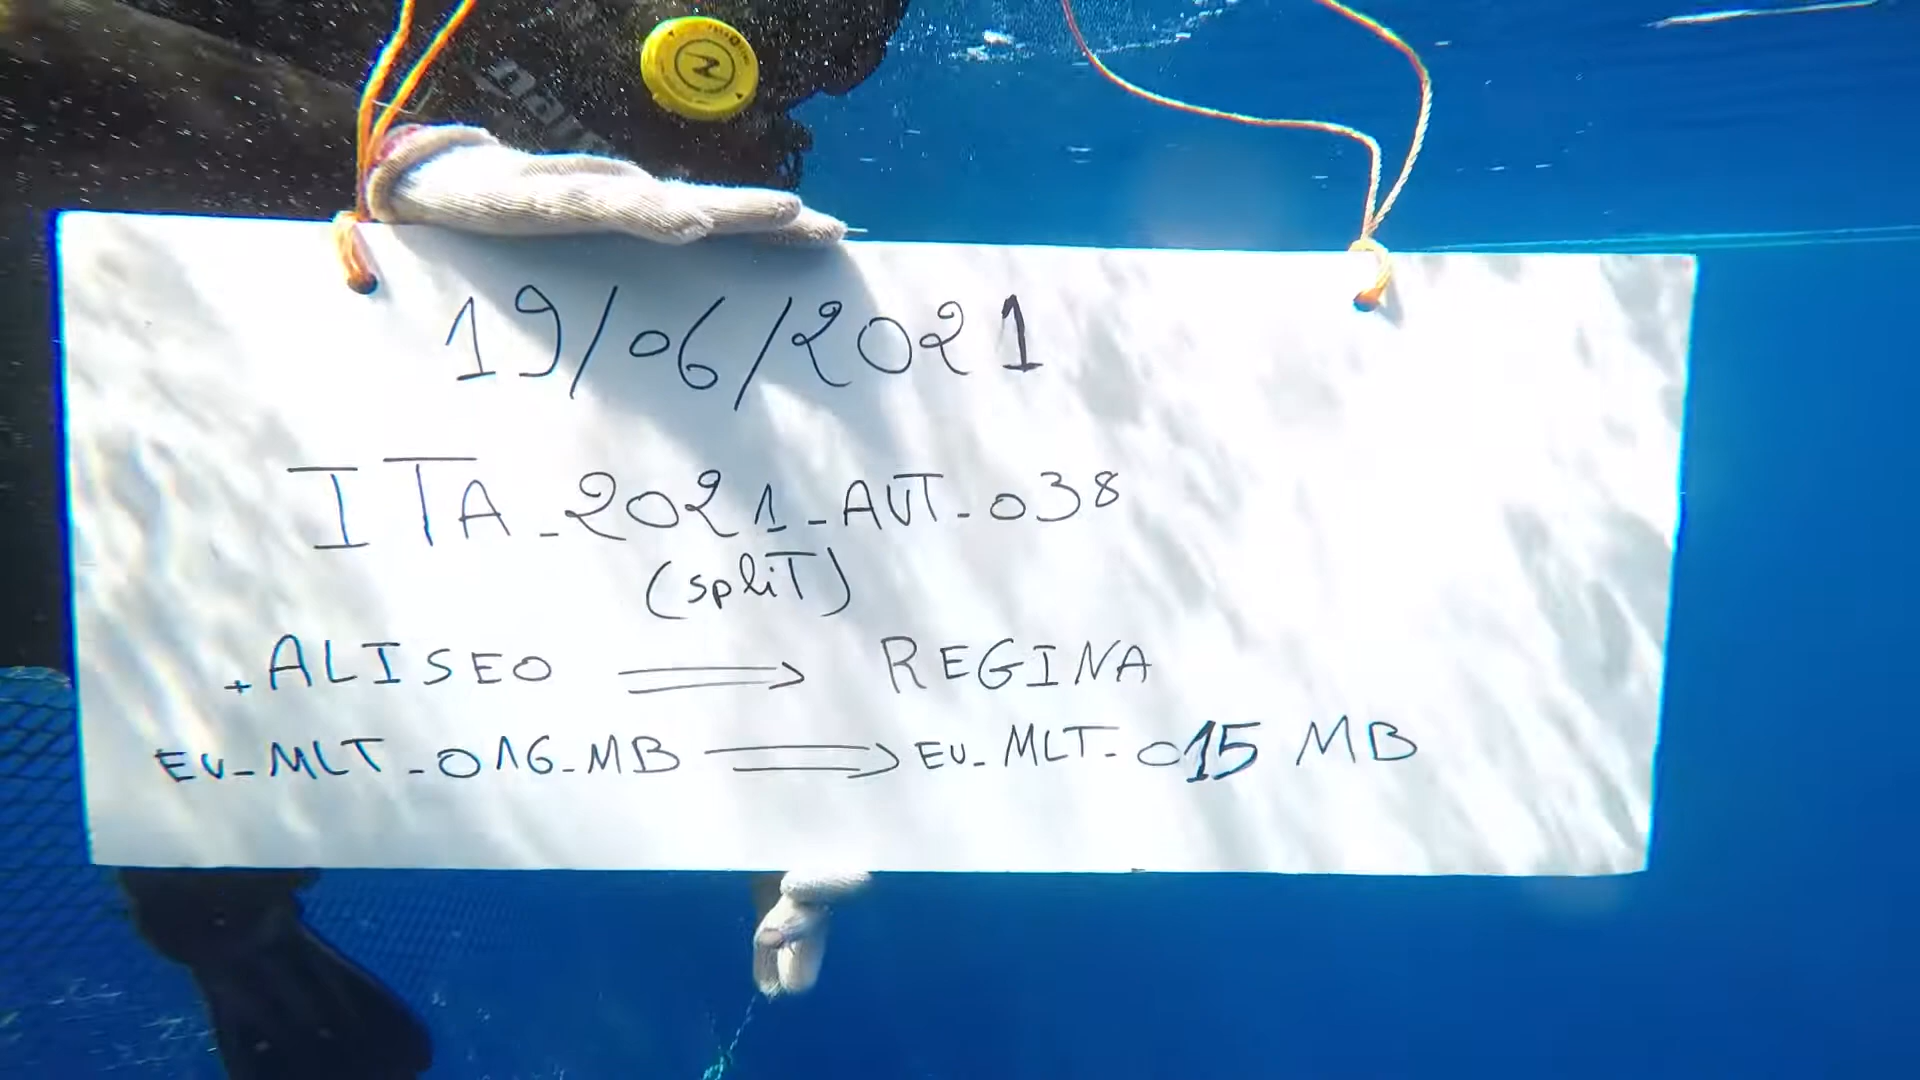 19/06/2021
ITA_2021_AUT_038
(split)
+ALISEO ⟹ REGINA
EU_MLT_016_MB ⟹ EU_MLT_015 MB